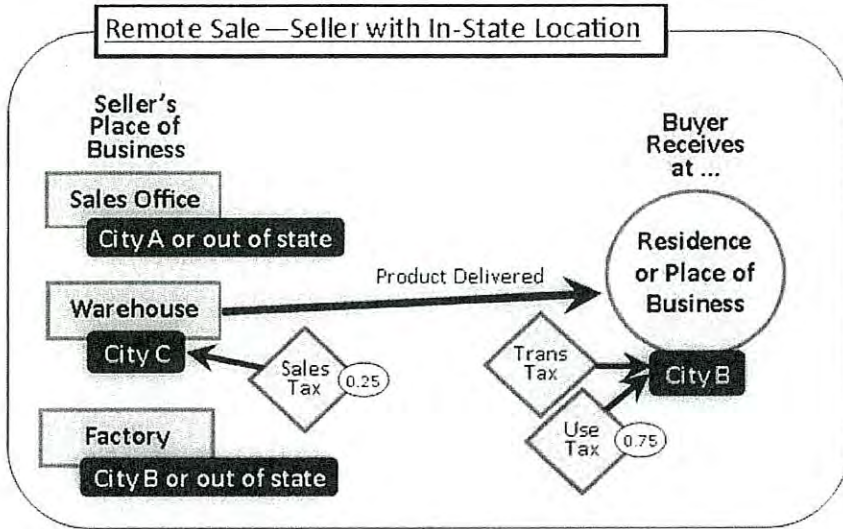 Remote Sale—Seller with In-State Location
Seller's
Place of
Business
Sales Office
City A or out of state
Warehouse
City C
Factory
City B or out of state
Sales
Tax
0.25
Product Delivered
Buyer
Receives
at ...
Residence
or Place of
Business
City B
Trans
Tax
Use
Tax
0.75